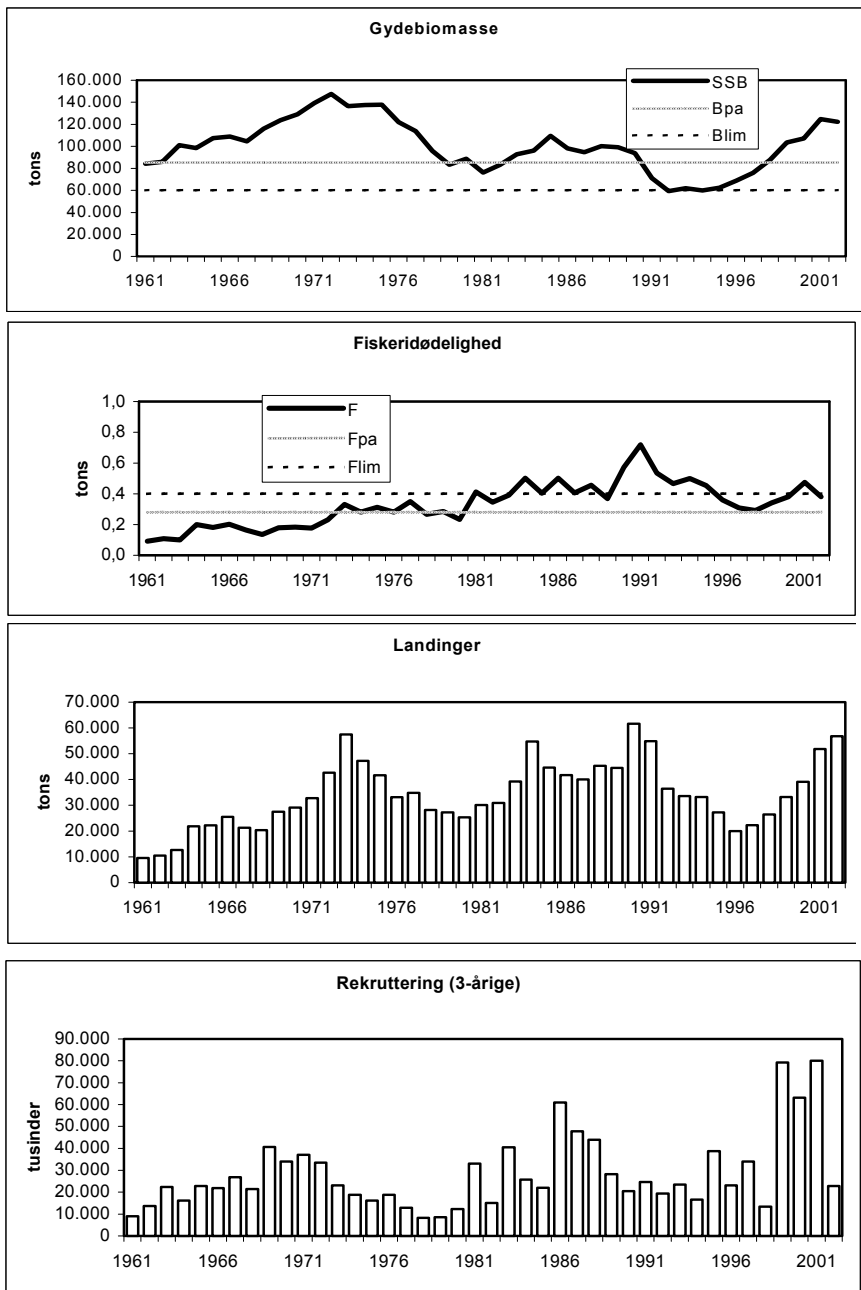 Gydebiomasse
160.000
140.000
120.000
100.000
80.000
60.000
40.000
20.000
0
tons
SSB
Bpa
Blim
1961 1966 1971 1976 1981 1986 1991 1996 2001
Fiskeridødelighed
1,0
0,8
0,6
0,4
0,2
0,0
tons
F
Fpa
Flim
1961 1966 1971 1976 1981 1986 1991 1996 2001
Landinger
70.000
60.000
50.000
40.000
30.000
20.000
10.000
0
tons
1961 1966 1971 1976 1981 1986 1991 1996 2001
Rekruttering (3-årige)
90.000
80.000
70.000
60.000
50.000
40.000
30.000
20.000
10.000
0
tusinder
1961 1966 1971 1976 1981 1986 1991 1996 2001